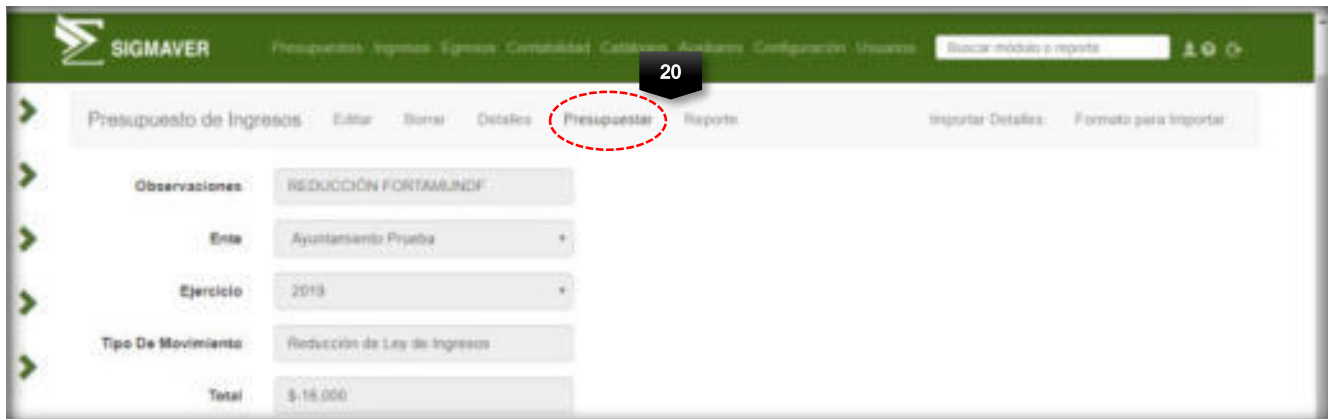 SIGMAVER
Presupuestos Ingresos Egresos Contabilidad Catálogos Auxiliares Configuración Usuarios
Buscar módulo o reporte
20
Presupuesto de Ingresos Editar Borrar Detalles Presupuestar Reporte Importar Detalles Formato para Importar
Observaciones REDUCCIÓN FORTAMUNDF
Ente Ayuntamiento Prueba
Ejercicio 2019
Tipo De Movimiento Reducción de Ley de Ingresos
Total $-15,000